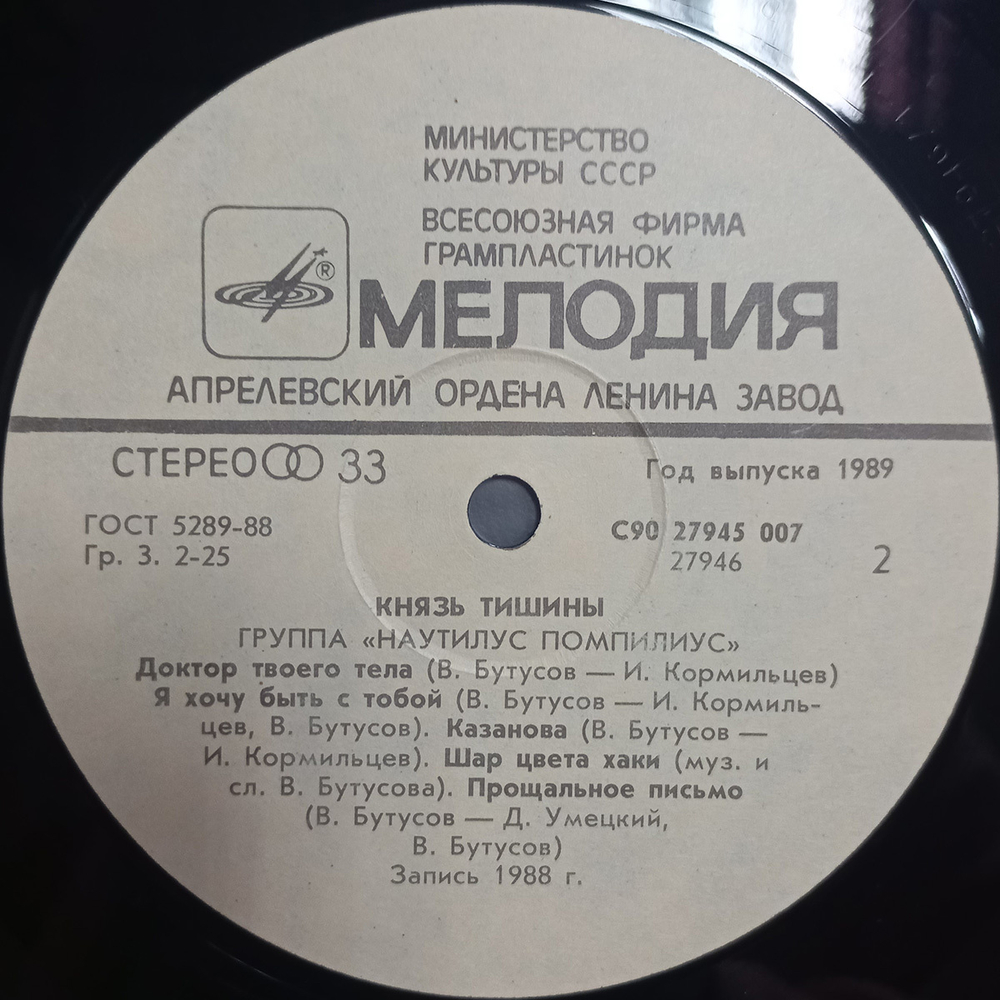 МИНИСТЕРСТВО
КУЛЬТУРЫ СССР
ВСЕСОЮЗНАЯ ФИРМА
ГРАМПЛАСТИНОК
®
МЕЛОДИЯ
АПРЕЛЕВСКИЙ ОРДЕНА ЛЕНИНА ЗАВОД
СТЕРЕО 33
Год выпуска 1989
ГОСТ 5289-88
Гр. 3. 2-25
С90 27945 007
27946
2
КНЯЗЬ ТИШИНЫ
ГРУППА «НАУТИЛУС ПОМПИЛИУС»
Доктор твоего тела (В. Бутусов — И. Кормильцев)
Я хочу быть с тобой (В. Бутусов — И. Кормиль-
цев, В. Бутусов). Казанова (В. Бутусов —
И. Кормильцев). Шар цвета хаки (муз. и
сл. В. Бутусова). Прощальное письмо
(В. Бутусов — Д. Умецкий,
В. Бутусов)
Запись 1988 г.